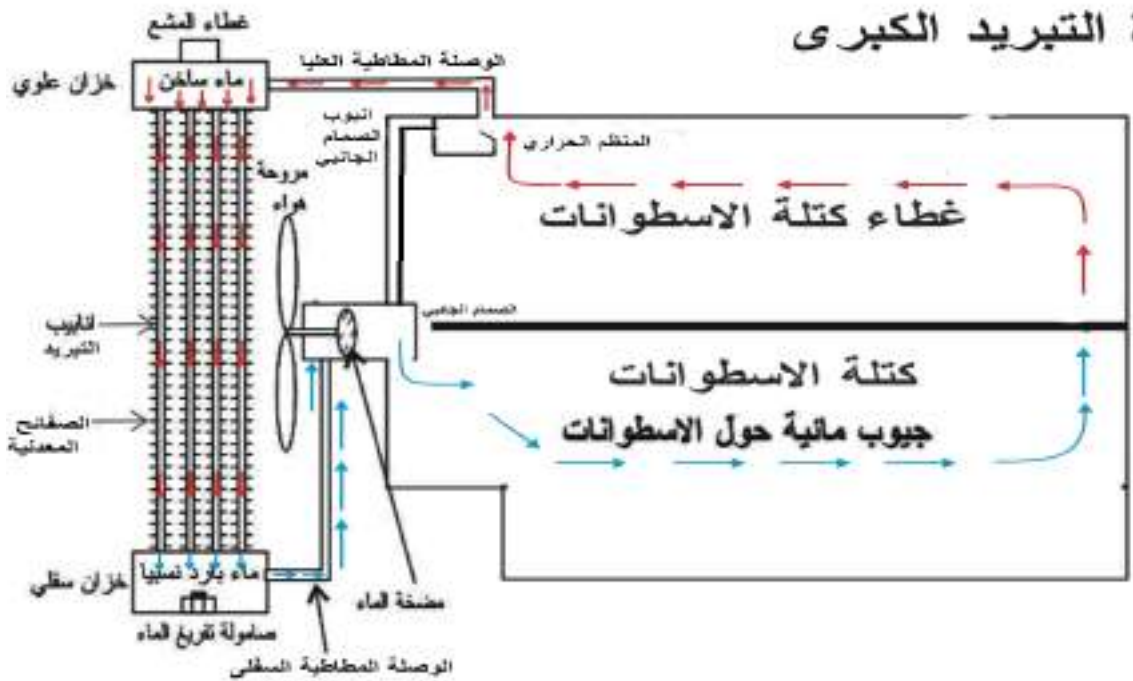 التبريد الكبرى
غطاء المشع
ماء ساخن
خزان علوي
الوصلة المطاطية العليا
انبوب
الصمام
الجانبي
المنظم الحراري
مروحة
هواء
غطاء كتلة الاسطوانات
الصمام الجانبي
انابيب
التبريد
كتلة الاسطوانات
جيوب مائية حول الاسطوانات
الصفائح
المعدنية
ماء بارد نسبيا
خزان سفلي
مضخة الماء
صامولة تفريغ الماء
الوصلة المطاطية السفلى